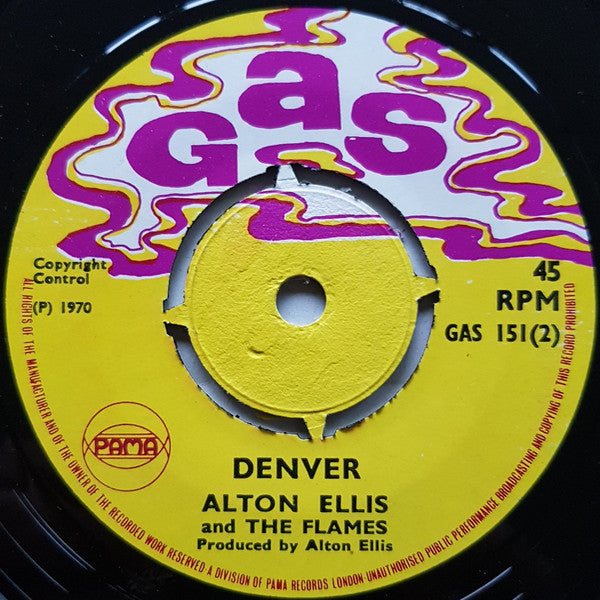 Gas
Copyright
Control
(P) 1970
45
RPM
GAS 151(2)
PAMA
DENVER
ALTON ELLIS
and THE FLAMES
Produced by Alton Ellis
ALL RIGHTS OF THE MANUFACTURER AND OF THE OWNER OF THE RECORDED WORK RESERVED·A DIVISION OF PAMA RECORDS LONDON·UNAUTHORISED PUBLIC PERFORMANCE BROADCASTING AND COPYING OF THIS RECORD PROHIBITED